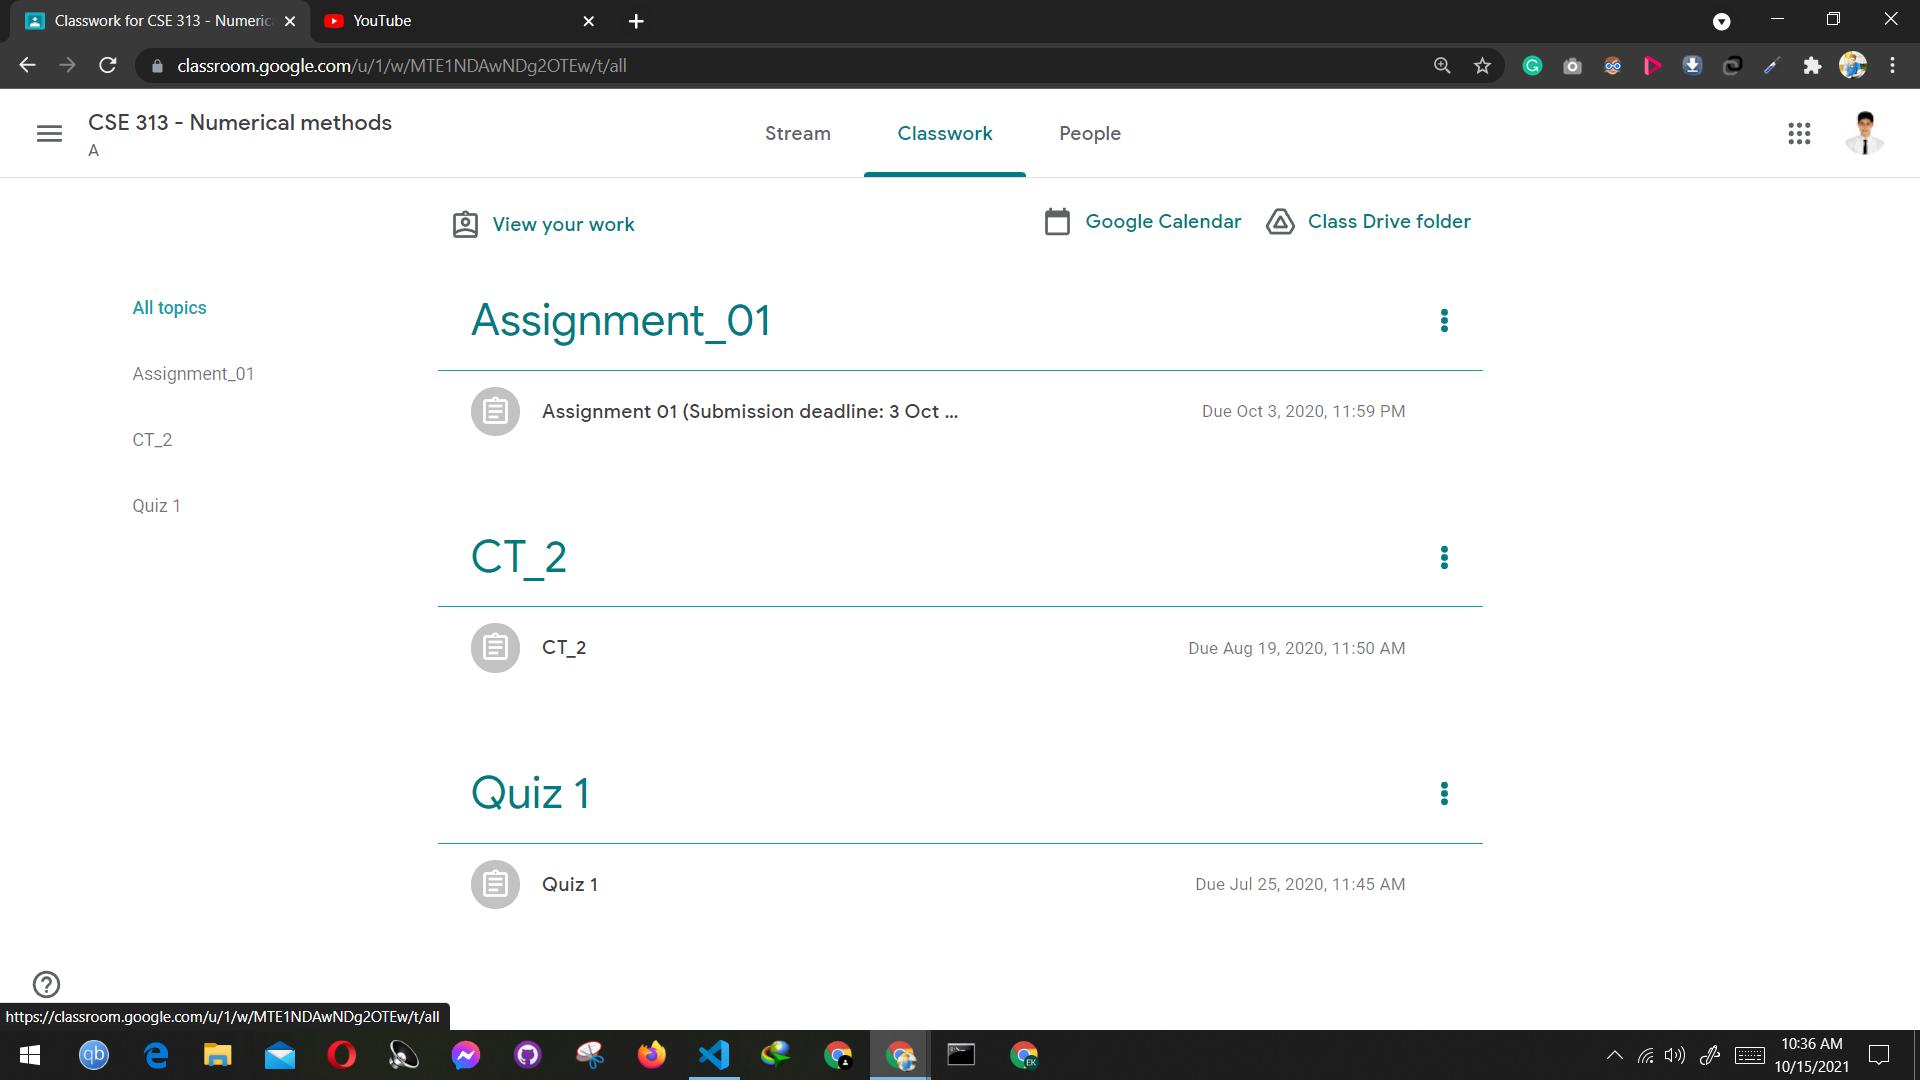 Classwork for CSE 313 - Numeric
YouTube
classroom.google.com/u/1/w/MTE1NDAwNDg2OTEw/t/all
CSE 313 - Numerical methods
A
Stream
Classwork
People
View your work
Google Calendar
Class Drive folder
All topics
Assignment_01
CT_2
Quiz 1
Assignment_01
Assignment 01 (Submission deadline: 3 Oct ...
Due Oct 3, 2020, 11:59 PM
CT_2
CT_2
Due Aug 19, 2020, 11:50 AM
Quiz 1
Quiz 1
Due Jul 25, 2020, 11:45 AM
https://classroom.google.com/u/1/w/MTE1NDAwNDg2OTEw/t/all
qb
EK
10:36 AM
10/15/2021